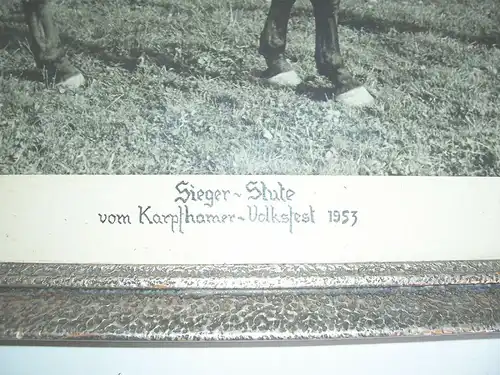 Sieger-Stute
vom Karpfhamer-Volksfest 1953